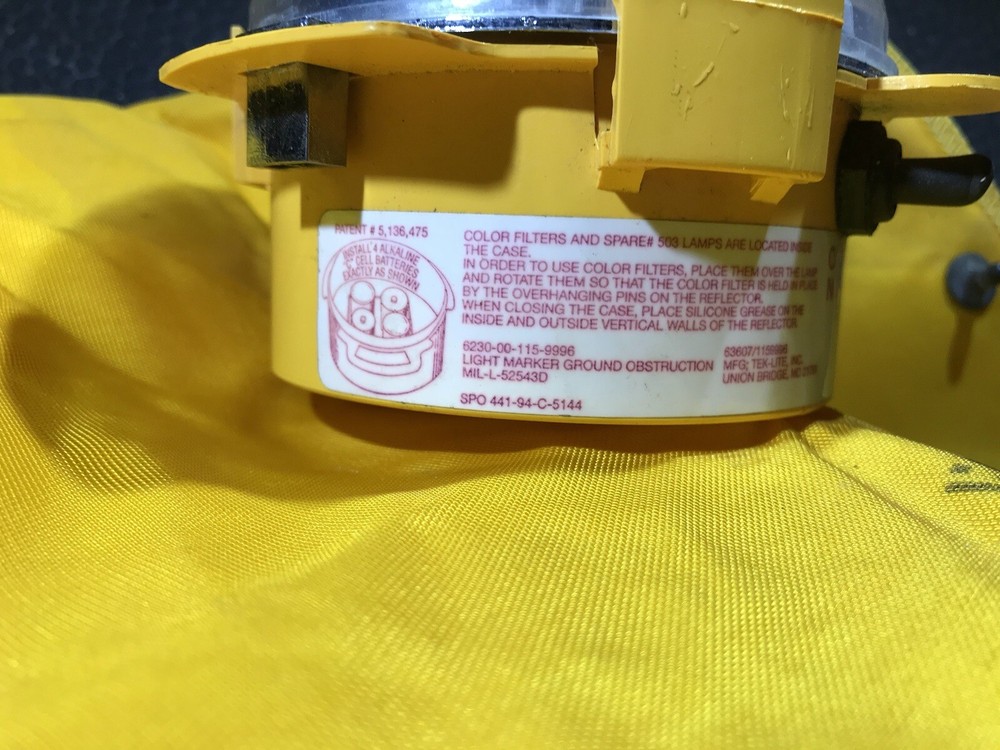 PATENT # 5,136,475
INSTALL 4 ALKALINE
CELL BATTERIES
EXACTLY AS SHOWN
COLOR FILTERS AND SPARE# 503 LAMPS ARE LOCATED INSIDE
THE CASE.
IN ORDER TO USE COLOR FILTERS, PLACE THEM OVER THE LAMP
AND ROTATE THEM SO THAT THE COLOR FILTER IS HELD IN PLACE
BY THE OVERHANGING PINS ON THE REFLECTOR.
WHEN CLOSING THE CASE, PLACE SILICONE GREASE ON THE
INSIDE AND OUTSIDE VERTICAL WALLS OF THE REFLECTOR.
6230-00-115-9996
LIGHT MARKER GROUND OBSTRUCTION
MIL-L-52543D
SPO 441-94-C-5144
63607/1159996
MFG; TEK-LITE, INC.
UNION BRIDGE, MD
O
N